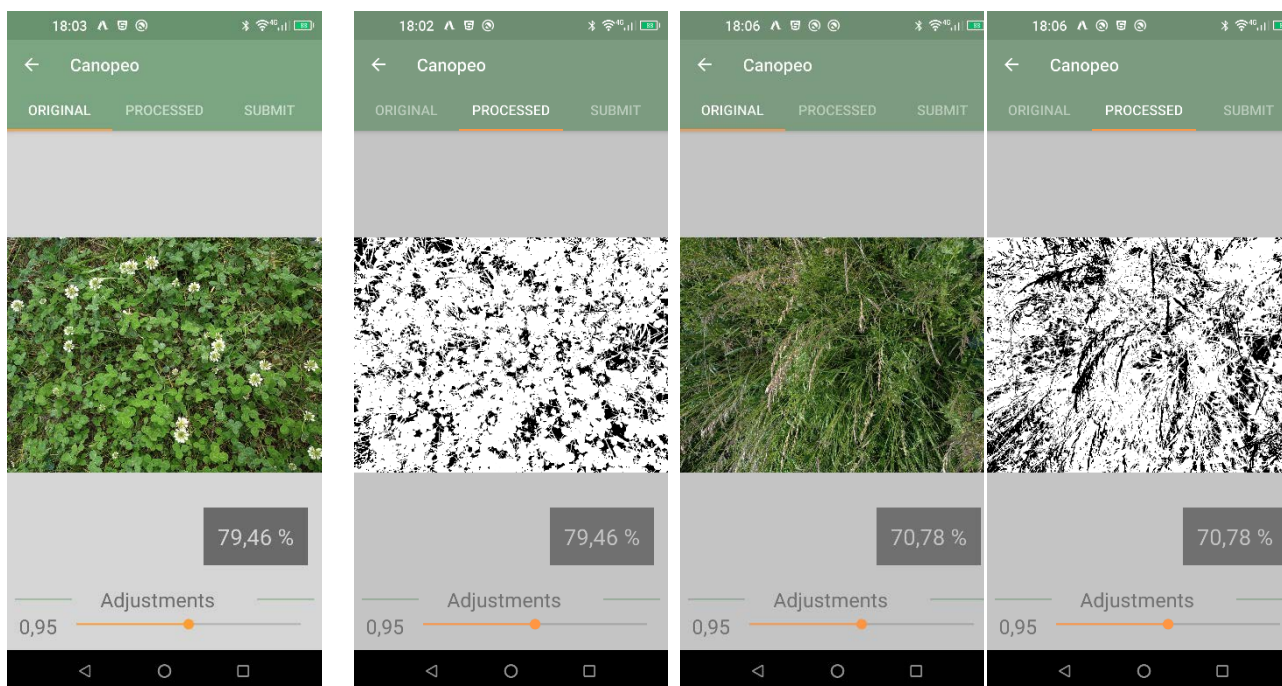 18:03
Canopeo
ORIGINAL PROCESSED SUBMIT
79,46 %
Adjustments
0,95
18:02
Canopeo
ORIGINAL PROCESSED SUBMIT
79,46 %
Adjustments
0,95
18:06
Canopeo
ORIGINAL PROCESSED SUBMIT
70,78 %
Adjustments
0,95
18:06
Canopeo
ORIGINAL PROCESSED SUBMIT
70,78 %
Adjustments
0,95